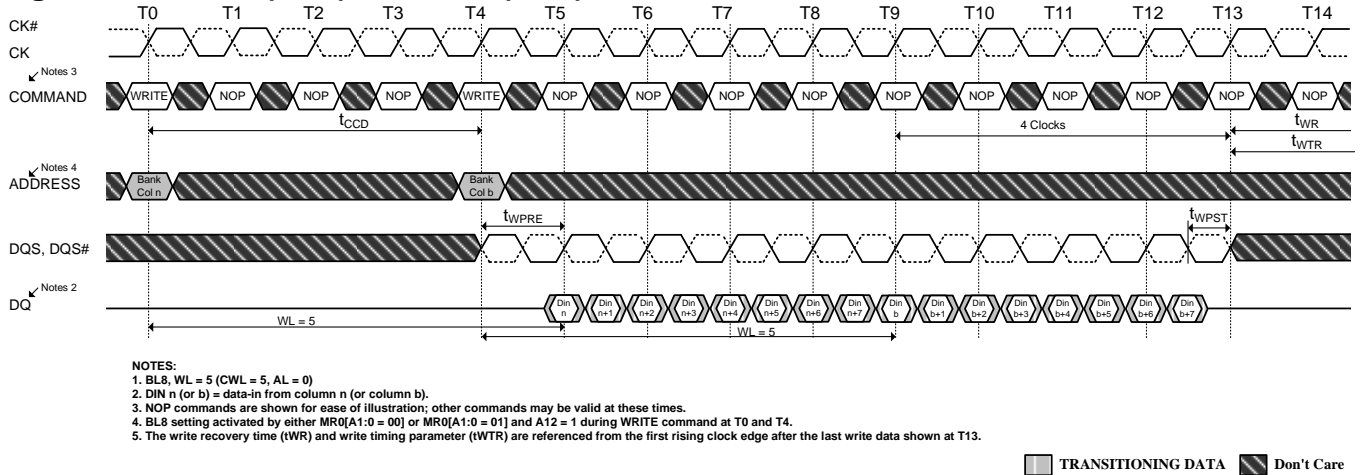 T0 T1 T2 T3 T4 T5 T6 T7 T8 T9 T10 T11 T12 T13 T14
CK#
CK
Notes 3
COMMAND WRITE NOP NOP NOP WRITE NOP NOP NOP NOP NOP NOP NOP NOP NOP NOP
tCCD 4 Clocks tWR
tWTR
Notes 4
ADDRESS Bank Col n Bank Col b
tWPRE tWPST
DQS, DQS#
Notes 2
DQ Din n Din n+1 Din n+2 Din n+3 Din n+4 Din n+5 Din n+6 Din n+7 Din b Din b+1 Din b+2 Din b+3 Din b+4 Din b+5 Din b+6 Din b+7
WL = 5 WL = 5
NOTES:
1. BL8, WL = 5 (CWL = 5, AL = 0)
2. DIN n (or b) = data-in from column n (or column b).
3. NOP commands are shown for ease of illustration; other commands may be valid at these times.
4. BL8 setting activated by either MR0[A1:0 = 00] or MR0[A1:0 = 01] and A12 = 1 during WRITE command at T0 and T4.
5. The write recovery time (tWR) and write timing parameter (tWTR) are referenced from the first rising clock edge after the last write data shown at T13.
TRANSITIONING DATA Don't Care